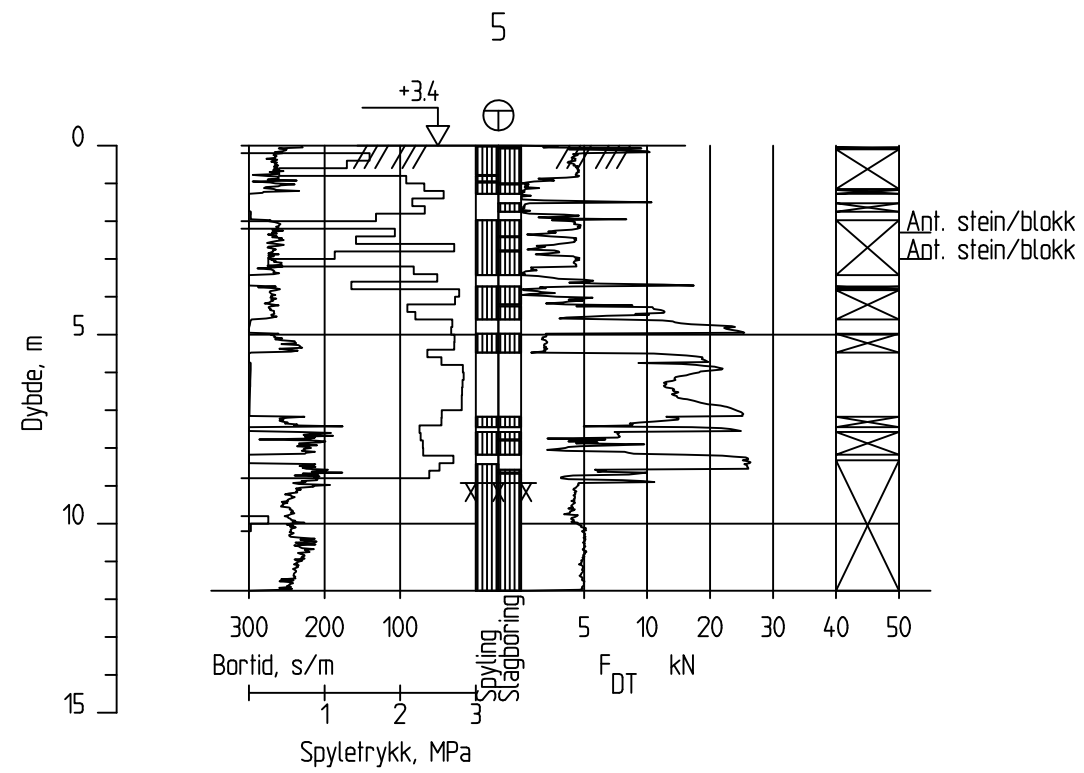 5
+3.4
0
Ant. stein/blokk
Ant. stein/blokk
5
Dybde, m
10
300 200 100 5 10 20 30 40 50
Spyling
Slagboring
Bortid, s/m F DT kN
15
1 2 3
Spyletrykk, MPa